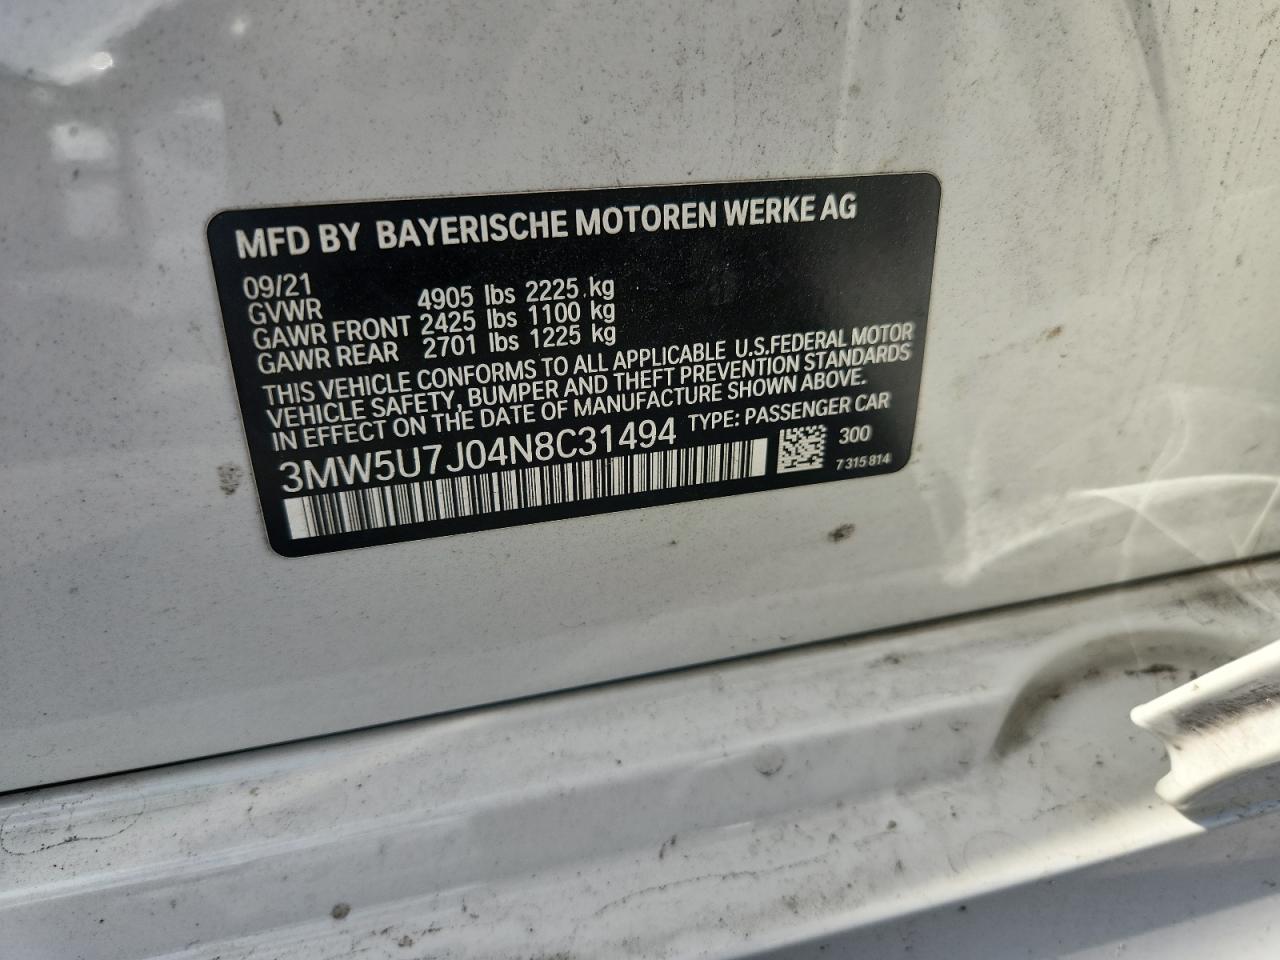 MFD BY BAYERISCHE MOTOREN WERKE AG
09/21
GVWR 4905 lbs 2225 kg
GAWR FRONT 2425 lbs 1100 kg
GAWR REAR 2701 lbs 1225 kg
THIS VEHICLE CONFORMS TO ALL APPLICABLE U.S.FEDERAL MOTOR
VEHICLE SAFETY, BUMPER AND THEFT PREVENTION STANDARDS
IN EFFECT ON THE DATE OF MANUFACTURE SHOWN ABOVE.
3MW5U7J04N8C31494 TYPE: PASSENGER CAR
300
7 315 814